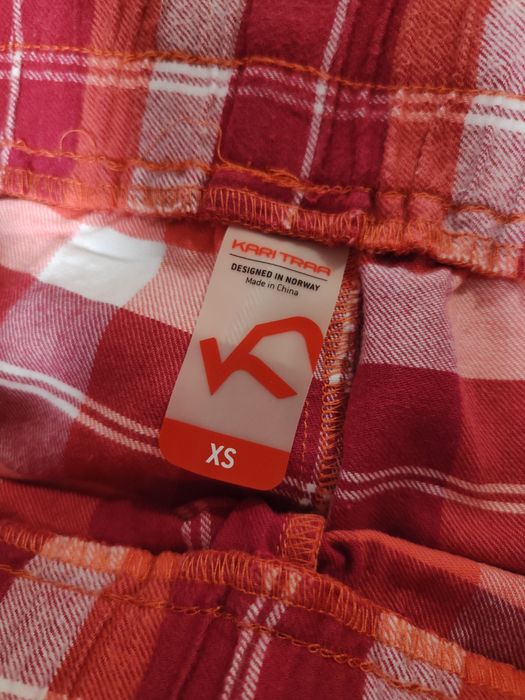 KARI TRAA
DESIGNED IN NORWAY
Made in China
XS